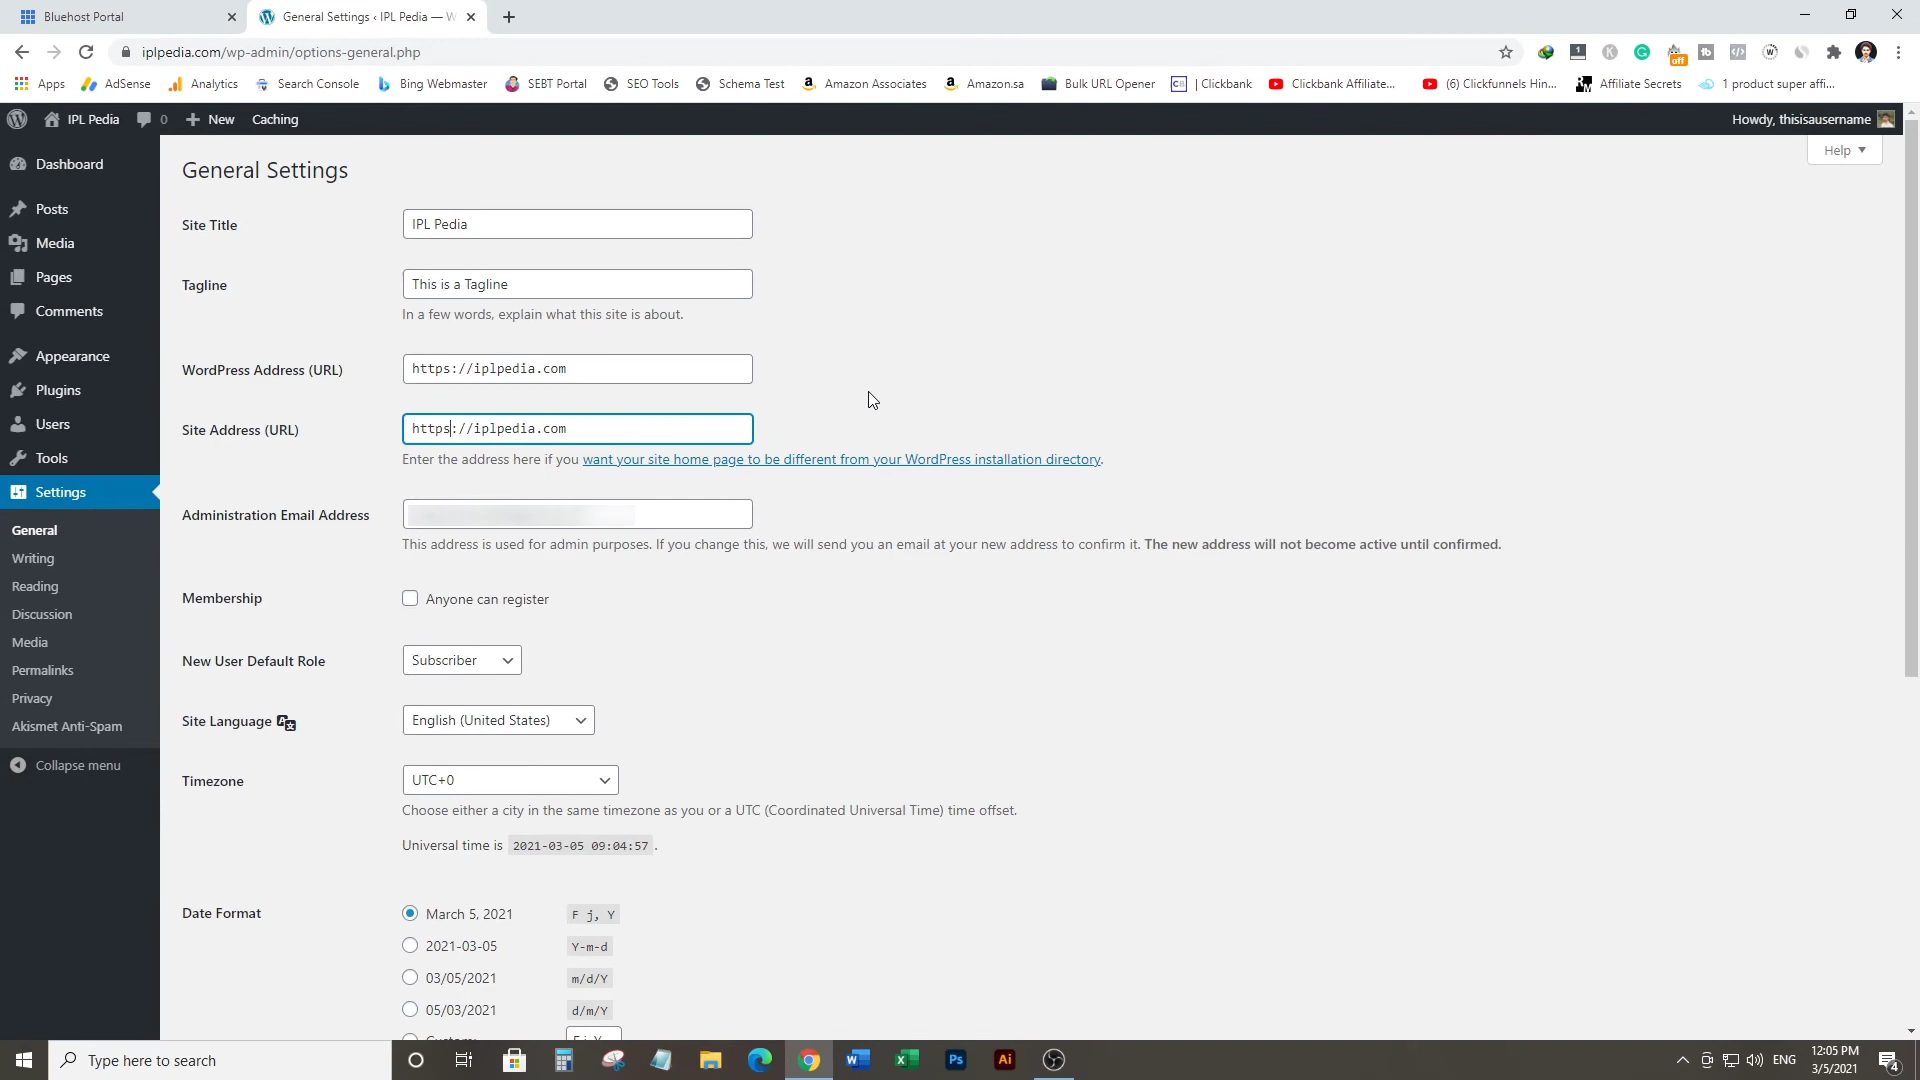 Bluehost Portal
General Settings ‹ IPL Pedia — W
iplpedia.com/wp-admin/options-general.php
off
Apps AdSense Analytics Search Console Bing Webmaster SEBT Portal SEO Tools Schema Test Amazon Associates Amazon.sa Bulk URL Opener | Clickbank Clickbank Affiliate... (6) Clickfunnels Hin... Affiliate Secrets 1 product super affi...
IPL Pedia 0 New Caching Howdy, thisisausername
Help
Dashboard
Posts
Media
Pages
Comments
Appearance
Plugins
Users
Tools
Settings
General
Writing
Reading
Discussion
Media
Permalinks
Privacy
Akismet Anti-Spam
Collapse menu
General Settings
Site Title IPL Pedia
Tagline This is a Tagline
In a few words, explain what this site is about.
WordPress Address (URL) https://iplpedia.com
Site Address (URL) https://iplpedia.com
Enter the address here if you want your site home page to be different from your WordPress installation directory.
Administration Email Address
This address is used for admin purposes. If you change this, we will send you an email at your new address to confirm it. The new address will not become active until confirmed.
Membership Anyone can register
New User Default Role Subscriber
Site Language English (United States)
Timezone UTC+0
Choose either a city in the same timezone as you or a UTC (Coordinated Universal Time) time offset.
Universal time is 2021-03-05 09:04:57 .
Date Format March 5, 2021 F j, Y
2021-03-05 Y-m-d
03/05/2021 m/d/Y
05/03/2021 d/m/Y
Type here to search
ENG
12:05 PM
3/5/2021
4